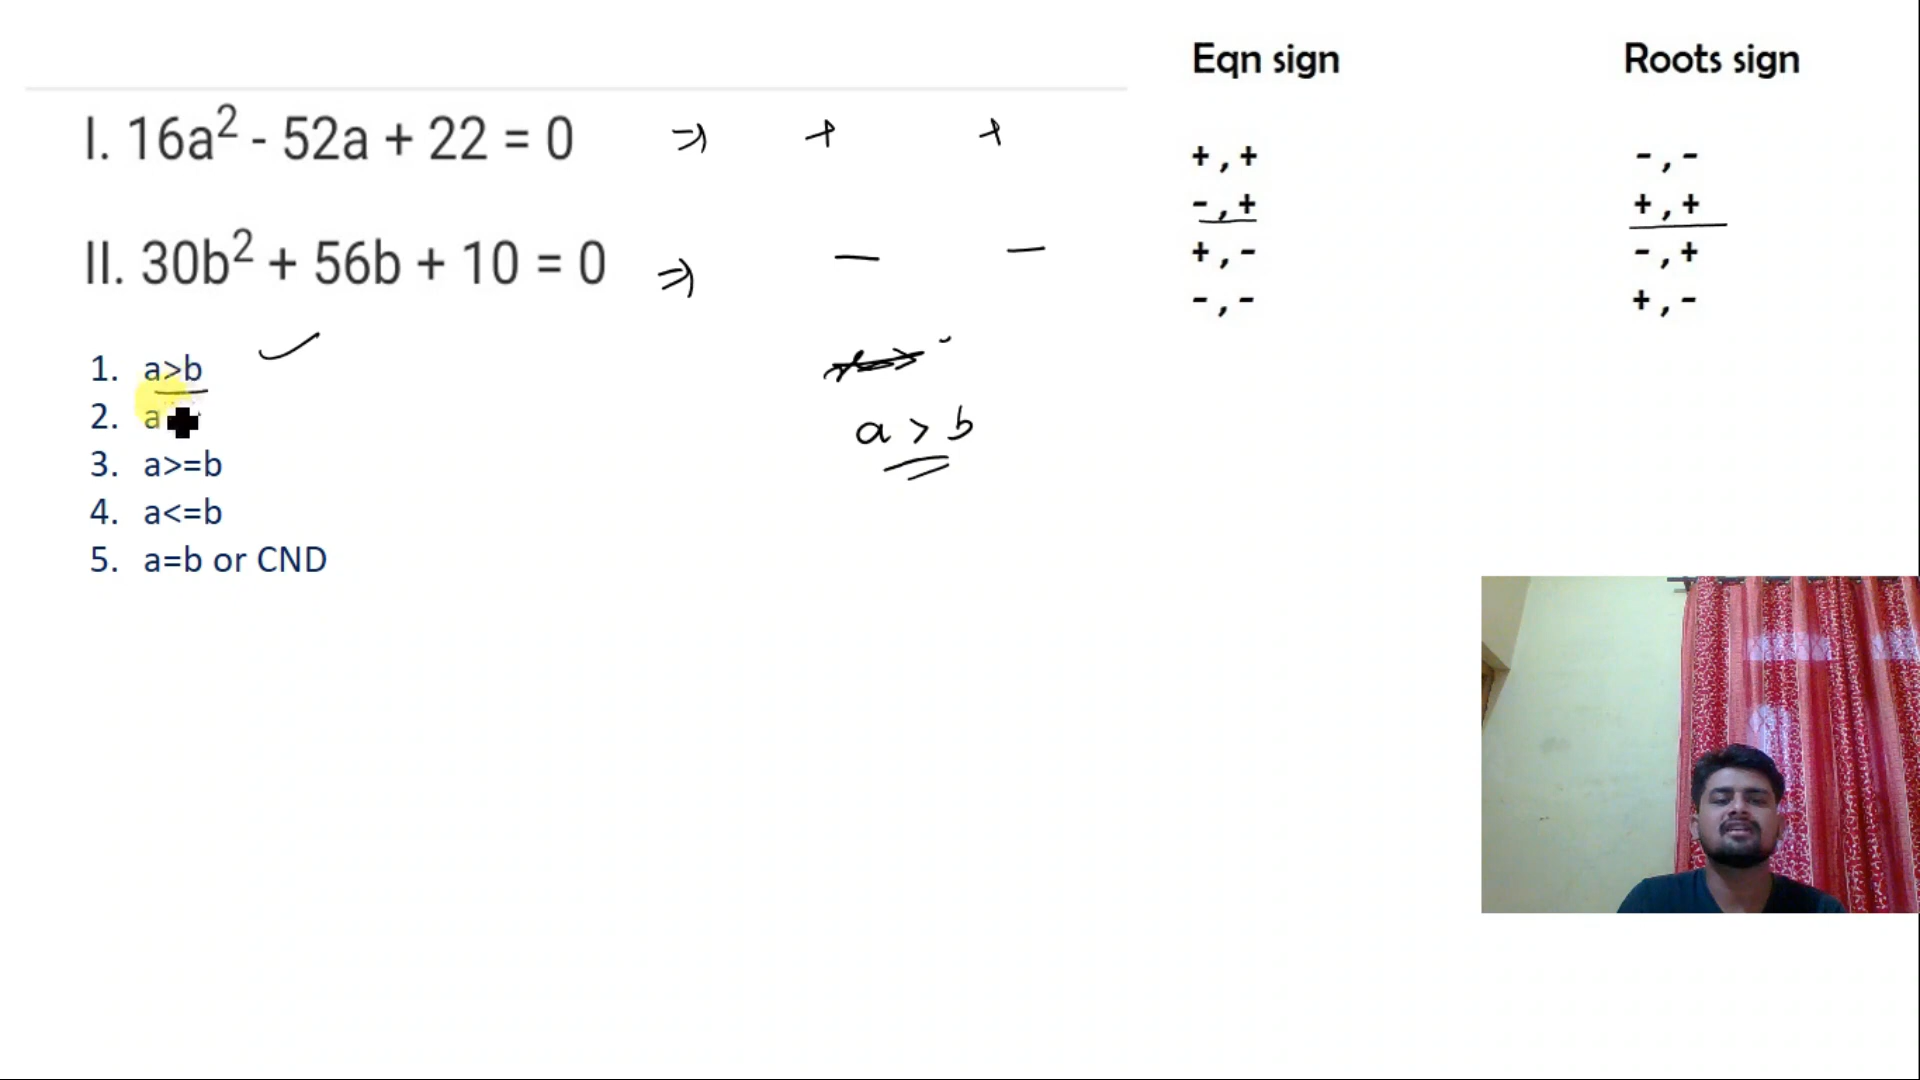 I. 16a² - 52a + 22 = 0 => + +
II. 30b² + 56b + 10 = 0 => — —
1. a>b ✓
2. a
3. a>=b
4. a<=b
5. a=b or CND
a > b
Eqn sign
+ , +
- , +
+ , -
- , -
Roots sign
- , -
+ , +
- , +
+ , -